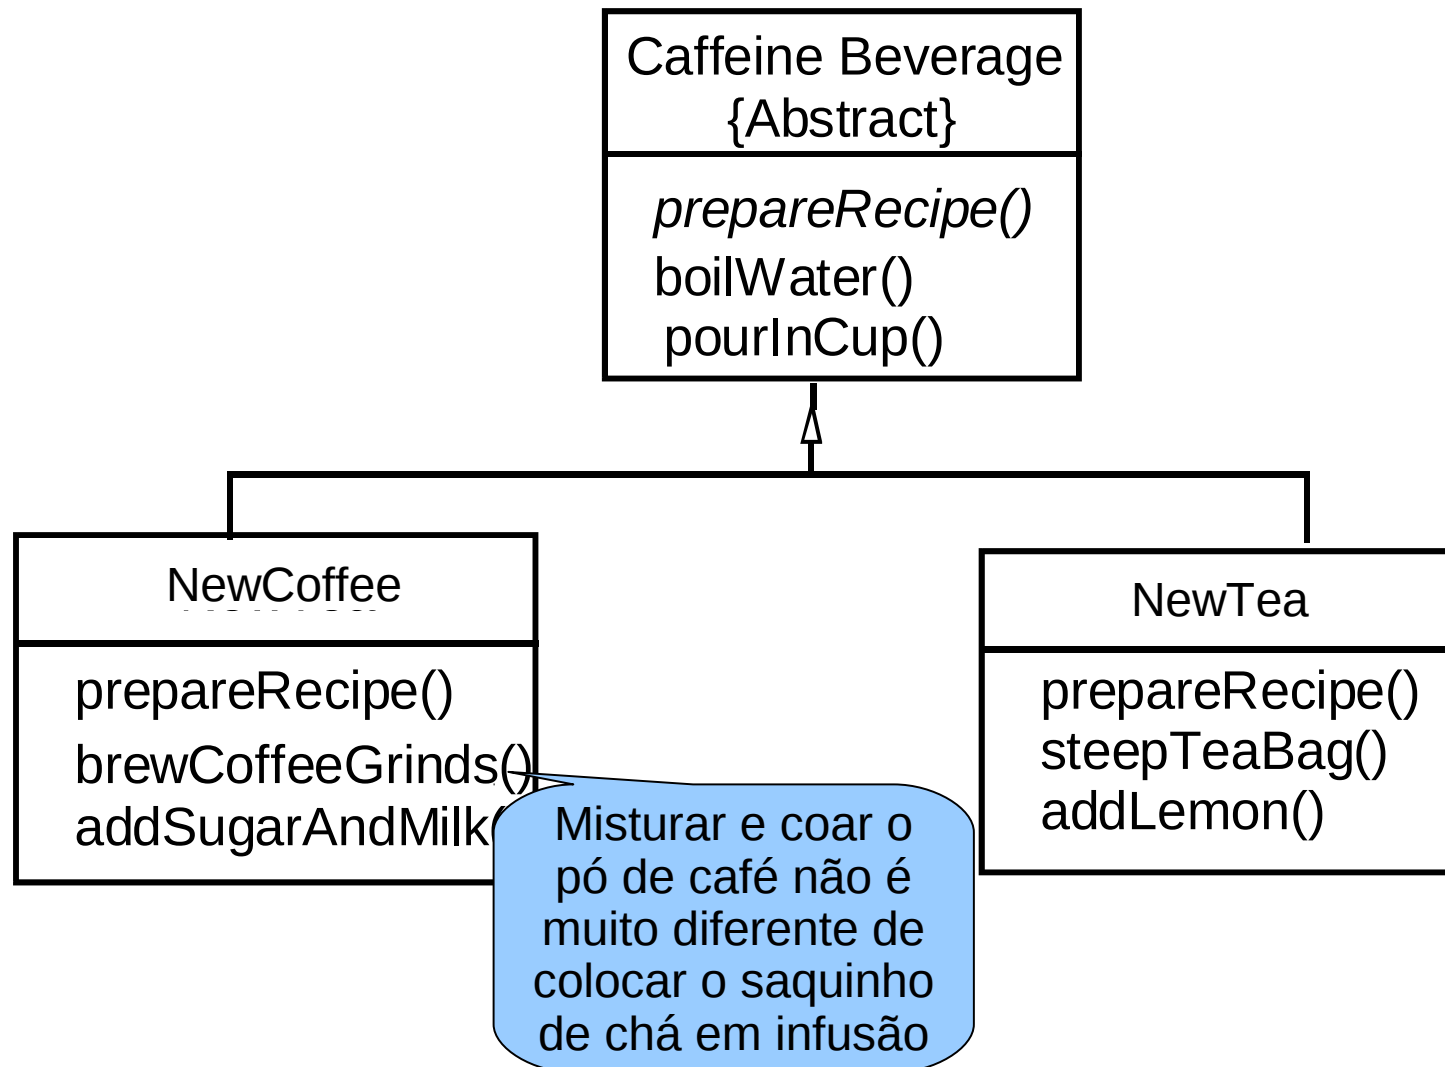 Caffeine Beverage
{Abstract}
prepareRecipe()
boilWater()
pourInCup()
NewCoffee
prepareRecipe()
brewCoffeeGrinds()
addSugarAndMilk(
NewTea
prepareRecipe()
steepTeaBag()
addLemon()
Misturar e coar o
pó de café não é
muito diferente de
colocar o saquinho
de chá em infusão